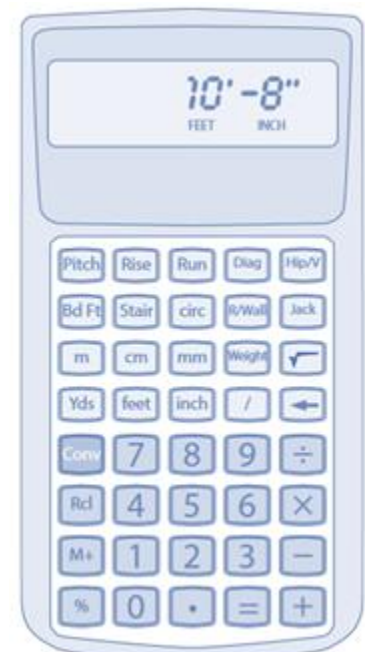 10'-8"
FEET INCH
Pitch Rise Run Diag Hip/V
Bd Ft Stair circ R/Wall Jack
m cm mm Weight √
Yds feet inch / ←
Conv 7 8 9 ÷
Rcl 4 5 6 ×
M+ 1 2 3 −
% 0 . = +